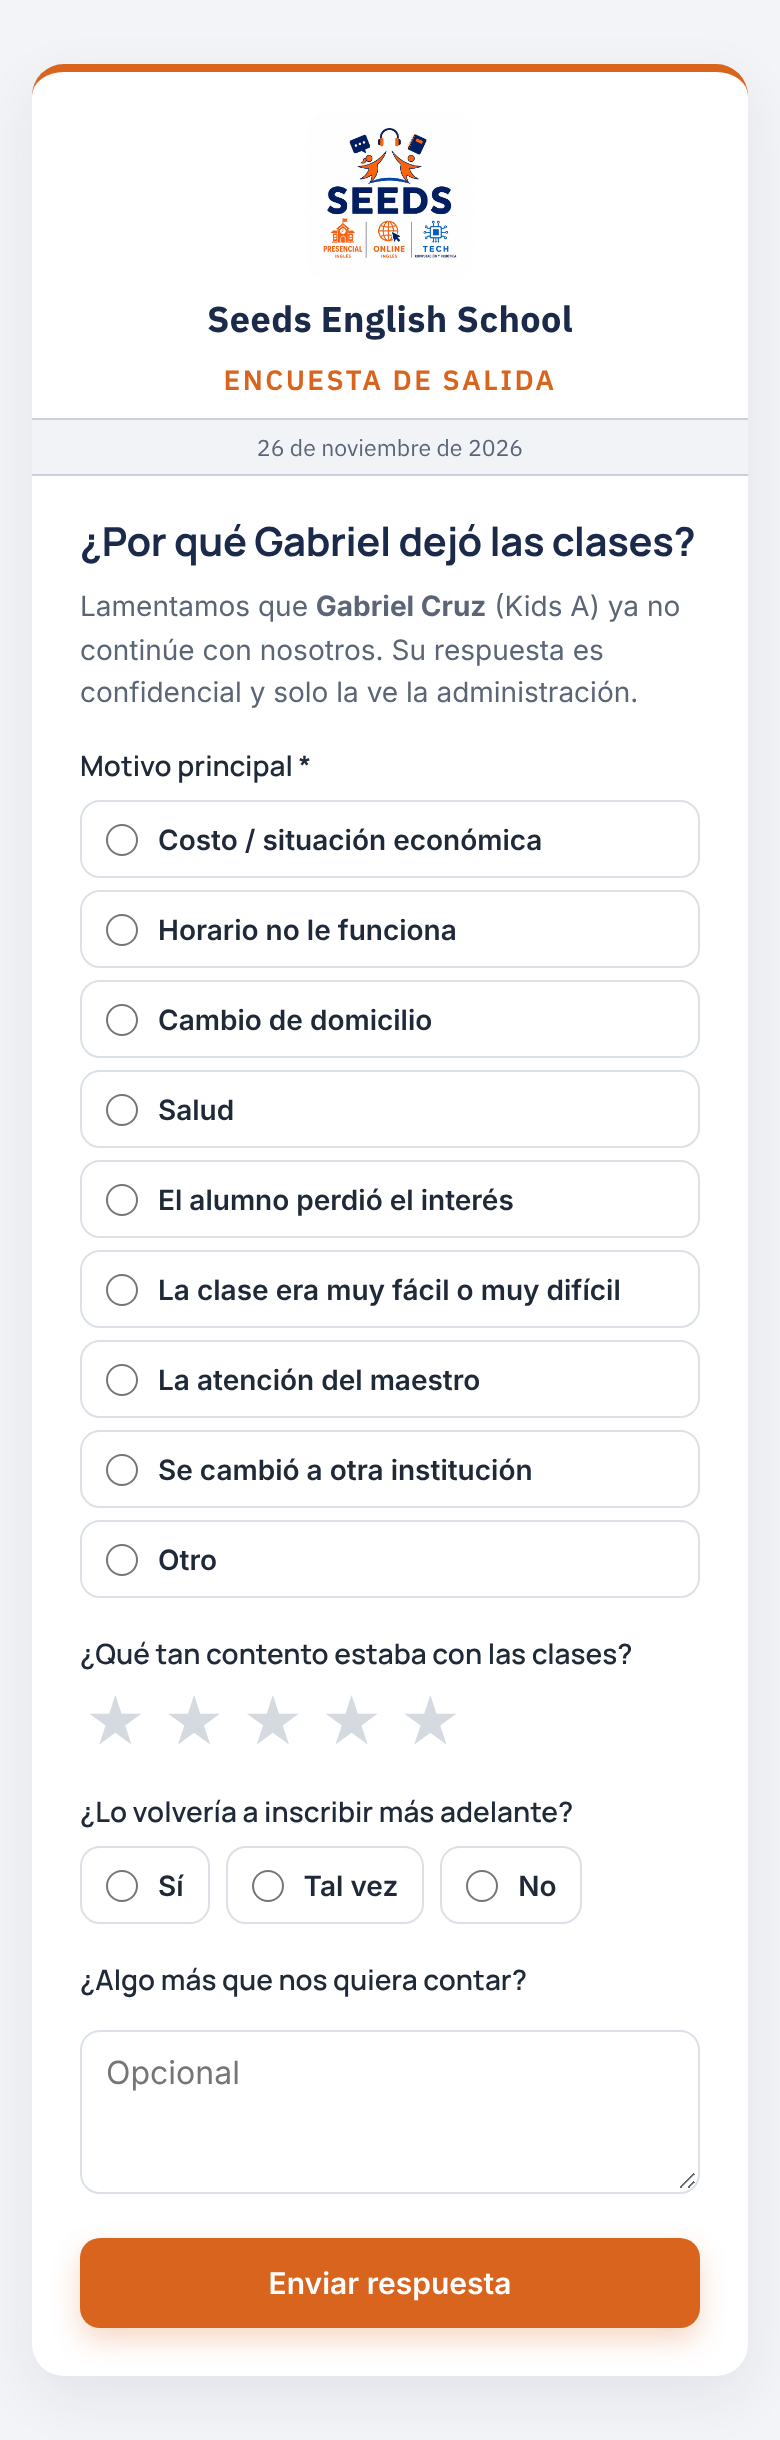 SEEDS
PRESENCIAL
INGLÉS
ONLINE
INGLÉS
TECH
COMPUTACIÓN Y ROBÓTICA
Seeds English School
ENCUESTA DE SALIDA
26 de noviembre de 2026
¿Por qué Gabriel dejó las clases?
Lamentamos que Gabriel Cruz (Kids A) ya no
continúe con nosotros. Su respuesta es
confidencial y solo la ve la administración.
Motivo principal *
Costo / situación económica
Horario no le funciona
Cambio de domicilio
Salud
El alumno perdió el interés
La clase era muy fácil o muy difícil
La atención del maestro
Se cambió a otra institución
Otro
¿Qué tan contento estaba con las clases?
¿Lo volvería a inscribir más adelante?
Sí
Tal vez
No
¿Algo más que nos quiera contar?
Opcional
Enviar respuesta